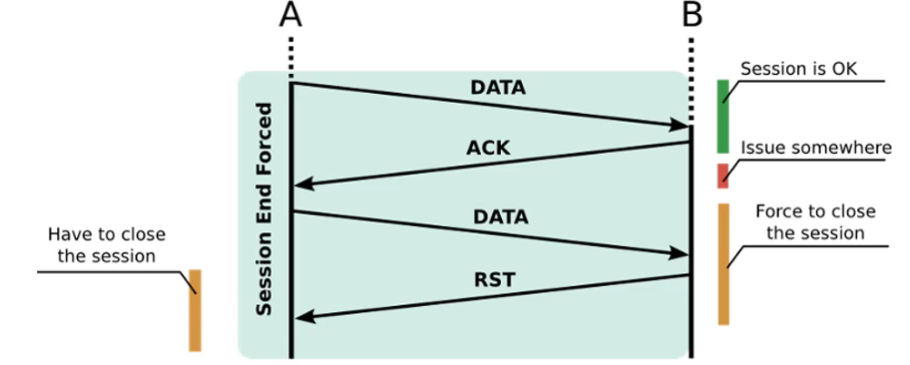 A
B
Session is OK
DATA
ACK
Issue somewhere
Session End Forced
DATA
Force to close
the session
Have to close
the session
RST